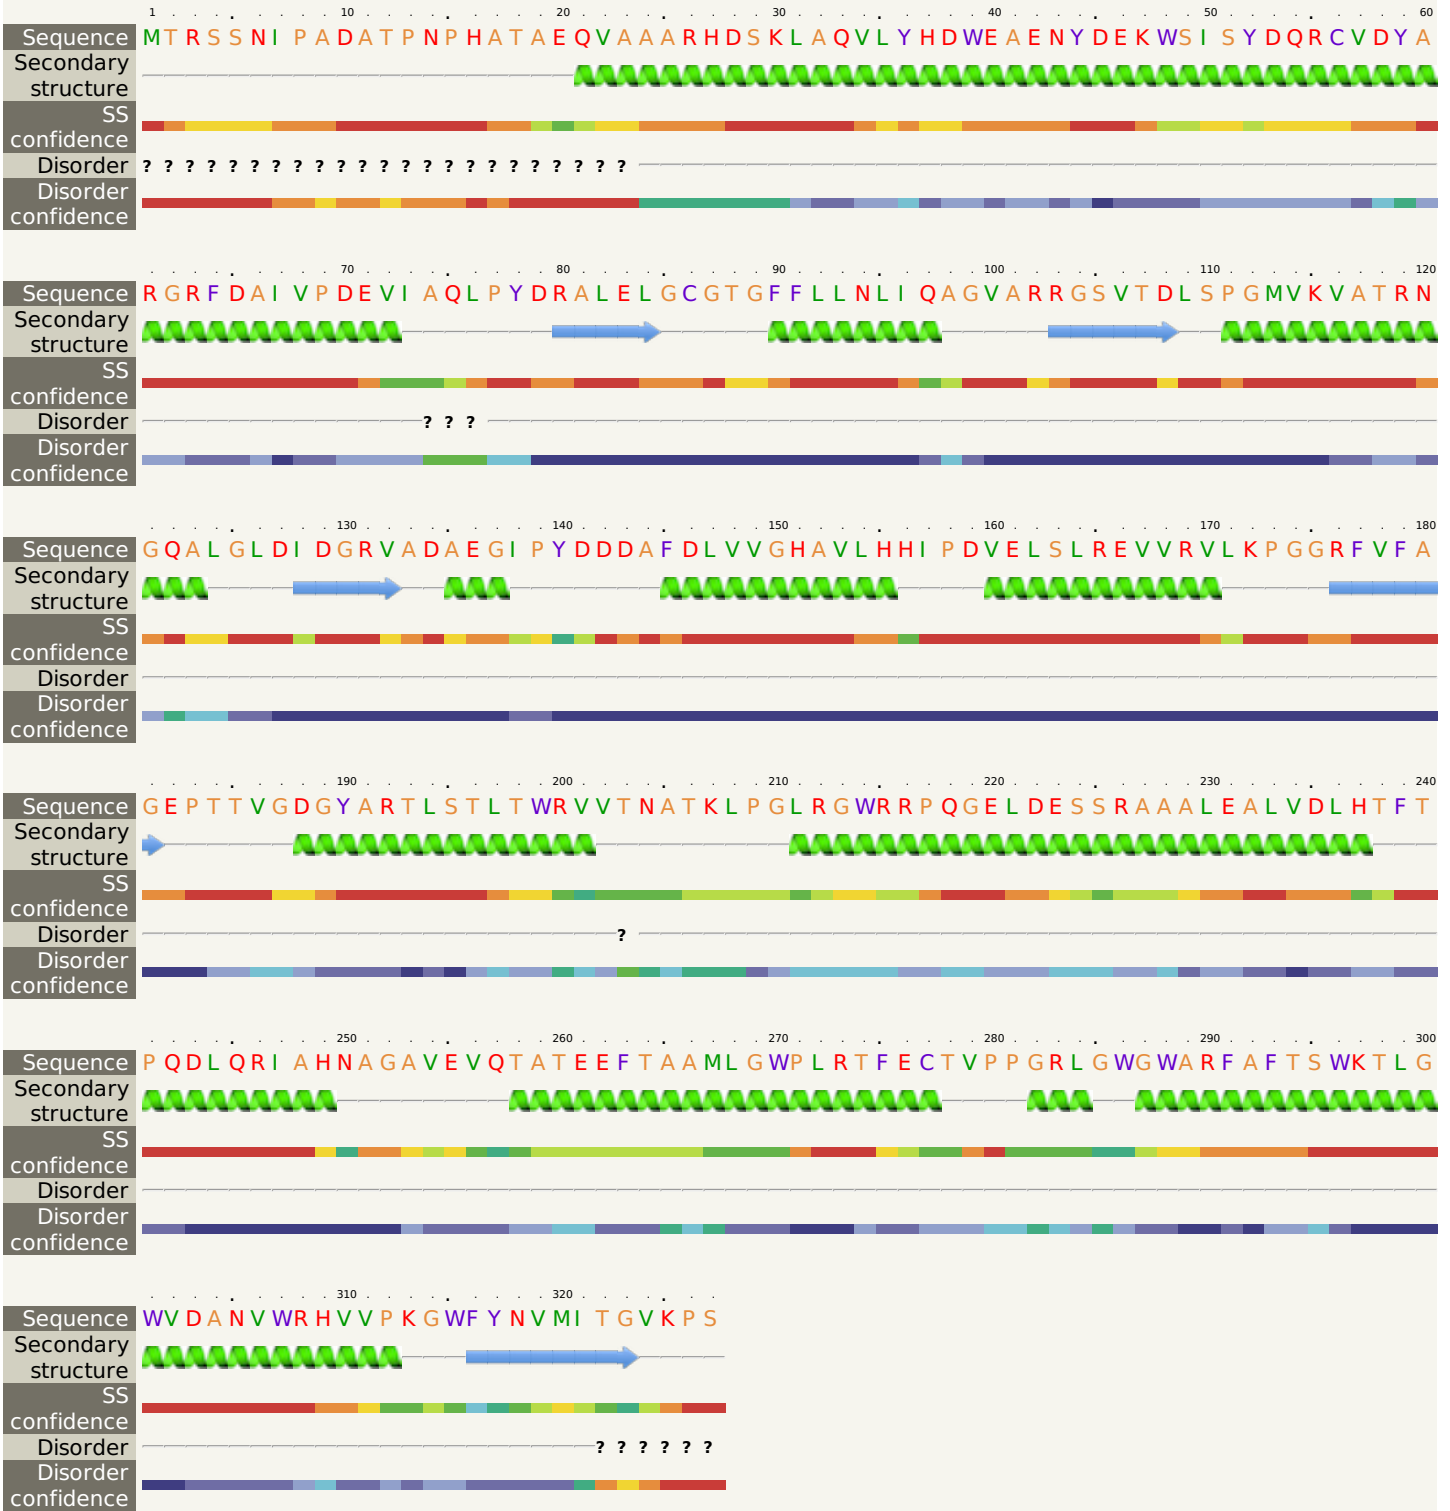 1 10 20 30 40 50 60
Sequence MTRSSNIPADATPNPHATAEQVAAARHDSKLAQVLYHDWEAENYDEKWSISYDQRCVDYA
Secondary
structure
SS
confidence
Disorder ? ? ? ? ? ? ? ? ? ? ? ? ? ? ? ? ? ? ? ? ? ? ?
Disorder
confidence
70 80 90 100 110 120
Sequence RGRFDAIVPDEVIAQLPYDRALELGCGTGFFLLNLIQAGVARRGSVTDLSPGMVKVATRN
Secondary
structure
SS
confidence
Disorder ? ? ?
Disorder
confidence
130 140 150 160 170 180
Sequence GQALGLDIDGRVADAEGIPYDDDAFDLVVGHAVLHHIPDVELSLREVVRVLKPGGRFVFA
Secondary
structure
SS
confidence
Disorder
Disorder
confidence
190 200 210 220 230 240
Sequence GEPTTVGDGYARTLSTLTWRVVTNATKLPGLRGWRRPQGELDESSRAAALEALVDLHTFT
Secondary
structure
SS
confidence
Disorder ?
Disorder
confidence
250 260 270 280 290 300
Sequence PQDLQRIAHNAGAVEVQTATEEFTAAMLGWPLRTFECTVPPGRLGWGWARFAFTSWKTLG
Secondary
structure
SS
confidence
Disorder
Disorder
confidence
310 320
Sequence WVDANVWRHVVPKGWFYNVMITGVKPS
Secondary
structure
SS
confidence
Disorder ? ? ? ? ? ?
Disorder
confidence